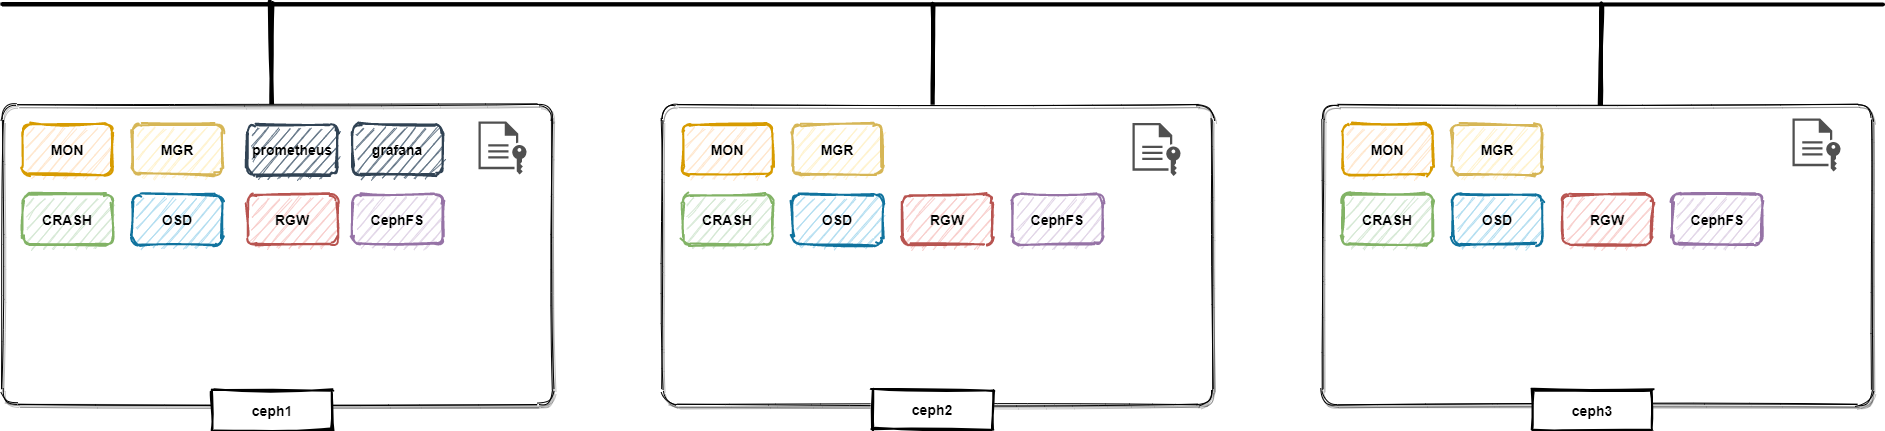 MON MGR prometheus grafana
CRASH OSD RGW CephFS
ceph1
MON MGR
CRASH OSD RGW CephFS
ceph2
MON MGR
CRASH OSD RGW CephFS
ceph3